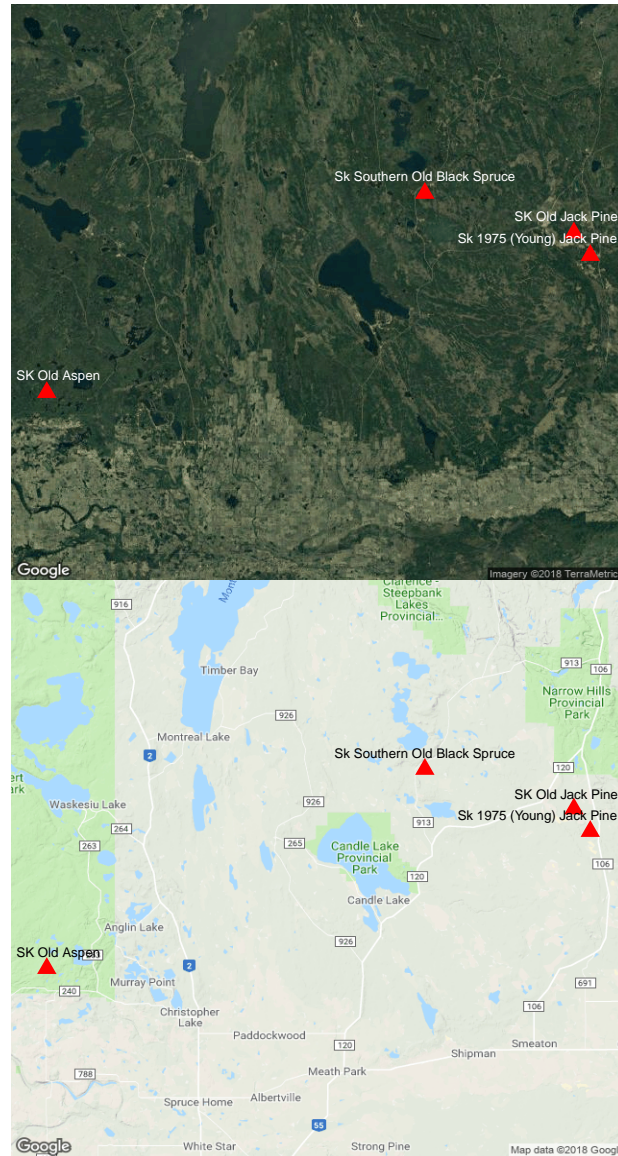 Sk Southern Old Black Spruce
SK Old Jack Pine
Sk 1975 (Young) Jack Pine
SK Old Aspen
Google
Imagery ©2018 TerraMetric
Clarence -
Steepbank
Lakes
Provincial...
916
Mon
Timber Bay
913
106
Narrow Hills
Provincial
Park
926
Montreal Lake
2
Sk Southern Old Black Spruce
120
SK Old Jack Pine
Waskesiu Lake
926
913
Sk 1975 (Young) Jack Pine
264
263
265
Candle Lake
Provincial
Park
106
120
Candle Lake
Anglin Lake
926
SK Old Aspen
2
240
Murray Point
691
Christopher
Lake
106
Paddockwood
120
Smeaton
Shipman
788
Meath Park
Spruce Home
Albertville
55
White Star
Strong Pine
Google
Map data ©2018 Googl